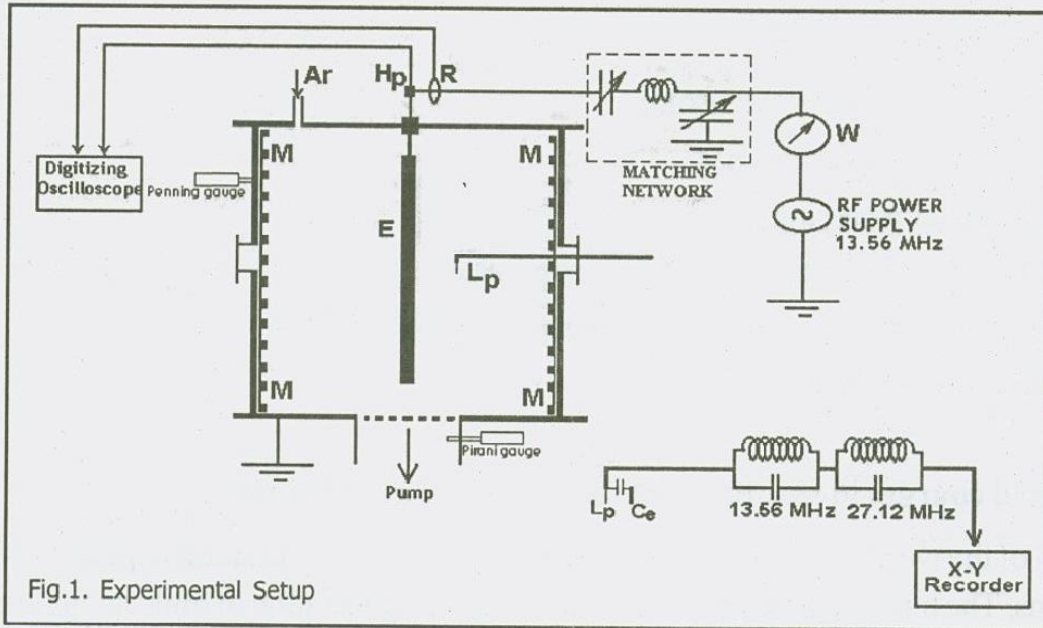 Ar
Hp
R
M
M
Digitizing
Oscilloscope
Penning gauge
MATCHING
NETWORK
W
RF POWER
SUPPLY
13.56 MHz
E
Lp
M
M
Pirani gauge
Pump
Lp
Ce
13.56 MHz
27.12 MHz
X-Y
Recorder
Fig.1. Experimental Setup